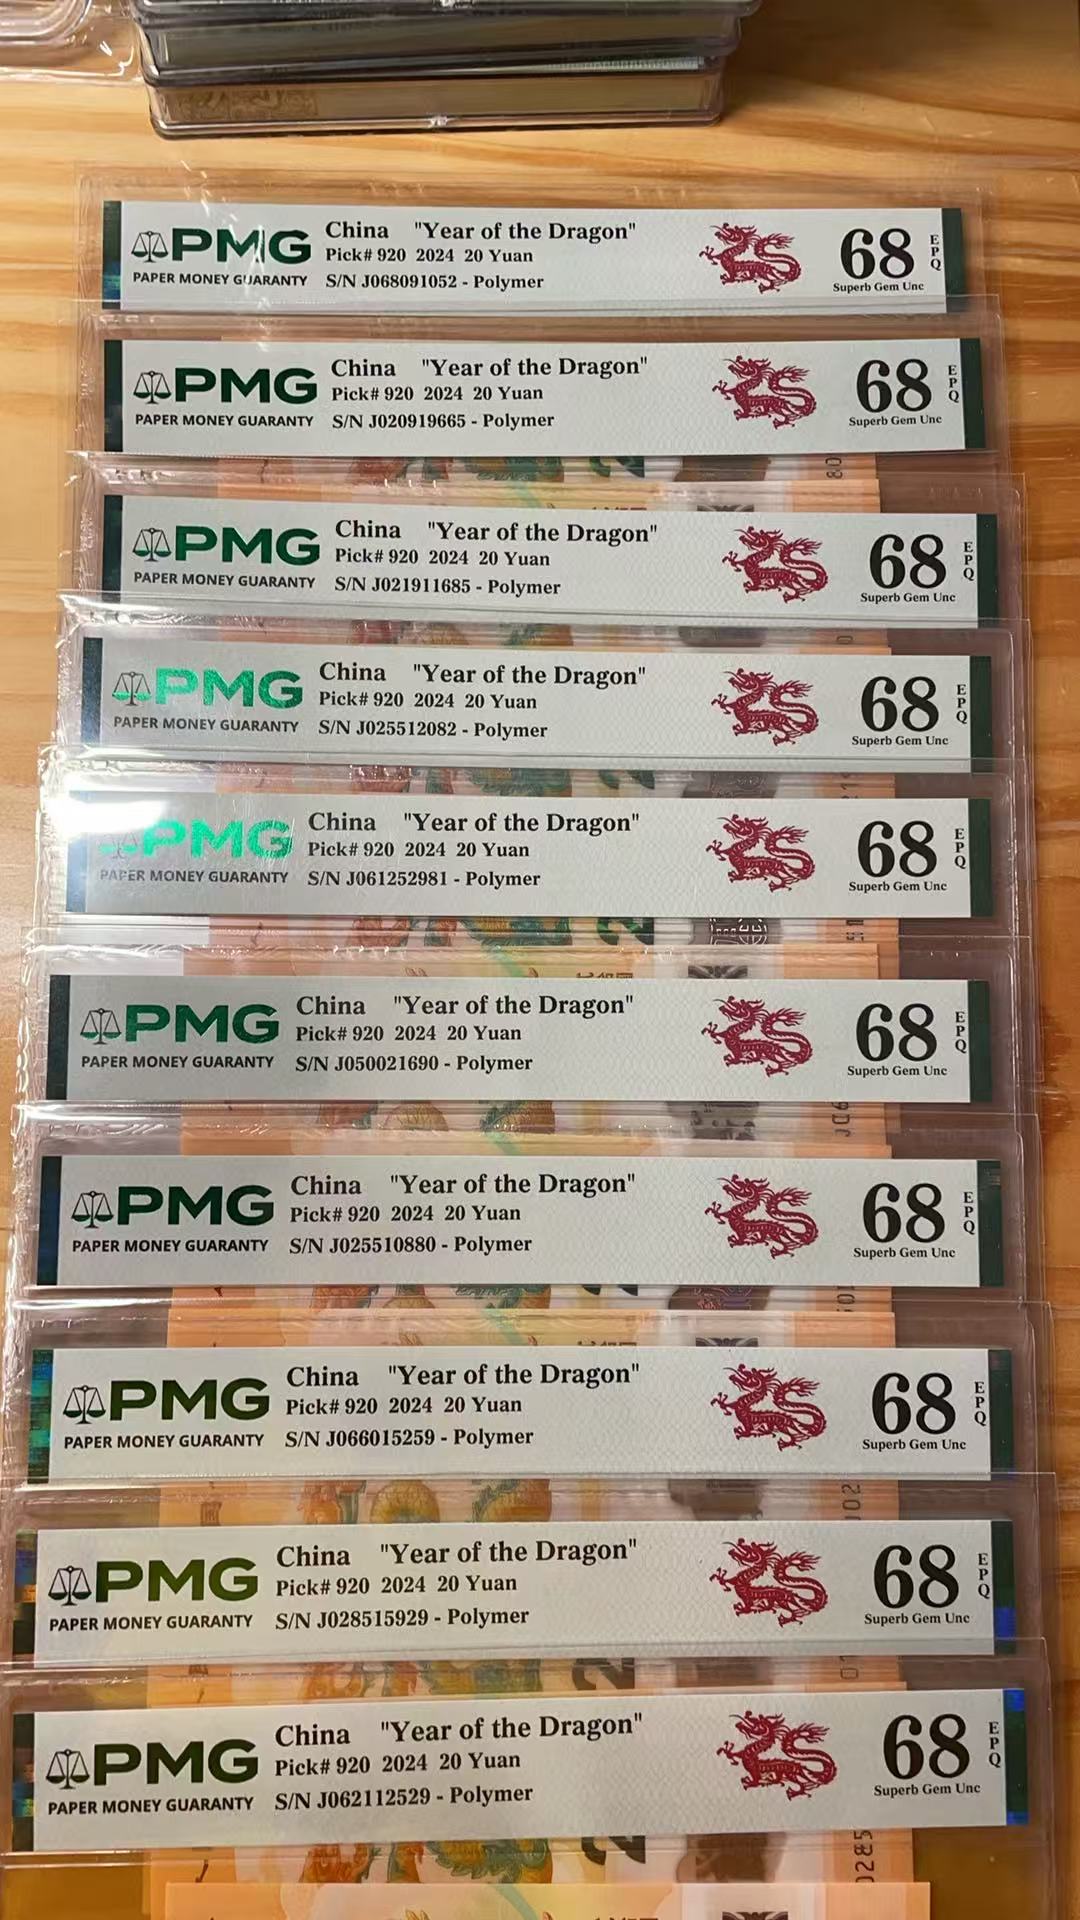 PMG
PAPER MONEY GUARANTY
China "Year of the Dragon"
Pick# 920 2024 20 Yuan
S/N J068091052 - Polymer
68
EPQ
Superb Gem Unc
PMG
PAPER MONEY GUARANTY
China "Year of the Dragon"
Pick# 920 2024 20 Yuan
S/N J020919665 - Polymer
68
EPQ
Superb Gem Unc
PMG
PAPER MONEY GUARANTY
China "Year of the Dragon"
Pick# 920 2024 20 Yuan
S/N J021911685 - Polymer
68
EPQ
Superb Gem Unc
PMG
PAPER MONEY GUARANTY
China "Year of the Dragon"
Pick# 920 2024 20 Yuan
S/N J025512082 - Polymer
68
EPQ
Superb Gem Unc
PMG
PAPER MONEY GUARANTY
China "Year of the Dragon"
Pick# 920 2024 20 Yuan
S/N J061252981 - Polymer
68
EPQ
Superb Gem Unc
PMG
PAPER MONEY GUARANTY
China "Year of the Dragon"
Pick# 920 2024 20 Yuan
S/N J050021690 - Polymer
68
EPQ
Superb Gem Unc
PMG
PAPER MONEY GUARANTY
China "Year of the Dragon"
Pick# 920 2024 20 Yuan
S/N J025510880 - Polymer
68
EPQ
Superb Gem Unc
PMG
PAPER MONEY GUARANTY
China "Year of the Dragon"
Pick# 920 2024 20 Yuan
S/N J066015259 - Polymer
68
EPQ
Superb Gem Unc
PMG
PAPER MONEY GUARANTY
China "Year of the Dragon"
Pick# 920 2024 20 Yuan
S/N J028515929 - Polymer
68
EPQ
Superb Gem Unc
PMG
PAPER MONEY GUARANTY
China "Year of the Dragon"
Pick# 920 2024 20 Yuan
S/N J062112529 - Polymer
68
EPQ
Superb Gem Unc